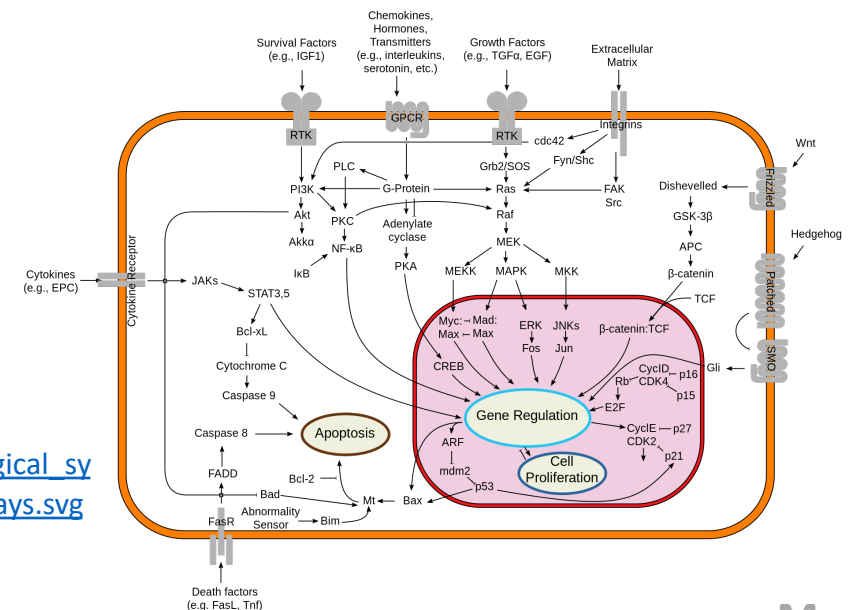 Chemokines,
Hormones,
Transmitters
(e.g., interleukins,
serotonin, etc.)
Survival Factors
(e.g., IGF1)
Growth Factors
(e.g., TGFα, EGF)
Extracellular
Matrix
RTK
GPCR
RTK
Integrins
cdc42
Grb2/SOS
Fyn/Shc
Wnt
Frizzled
PLC
PI3K
G-Protein
Ras
FAK
Src
Dishevelled
Akt
PKC
Adenylate
cyclase
Raf
GSK-3β
Akkα
NF-κB
MEK
APC
Hedgehog
IκB
PKA
MEKK
MAPK
MKK
β-catenin
TCF
Patched
SMO
Cytokines
(e.g., EPC)
Cytokine Receptor
JAKs
STAT3,5
Bcl-xL
Cytochrome C
Caspase 9
Caspase 8
Apoptosis
FADD
Bcl-2
Bad
Abnormality
Sensor
Bim
Mt
Bax
FasR
Myc:
Max
Mad:
Max
ERK
Fos
JNKs
Jun
β-catenin:TCF
CREB
Gli
CycID
CDK4
p16
p15
Rb
E2F
Gene Regulation
CyclE
CDK2
p27
p21
ARF
mdm2
p53
Cell
Proliferation
Death factors
(e.g. FasL, Tnf)
gical_sy
ays.svg